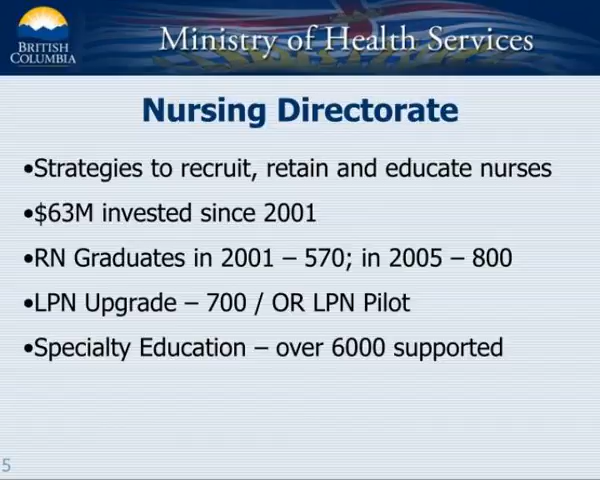 BRITISH
COLUMBIA
Ministry of Health Services
Nursing Directorate
•Strategies to recruit, retain and educate nurses
•$63M invested since 2001
•RN Graduates in 2001 – 570; in 2005 – 800
•LPN Upgrade – 700 / OR LPN Pilot
•Specialty Education – over 6000 supported
5